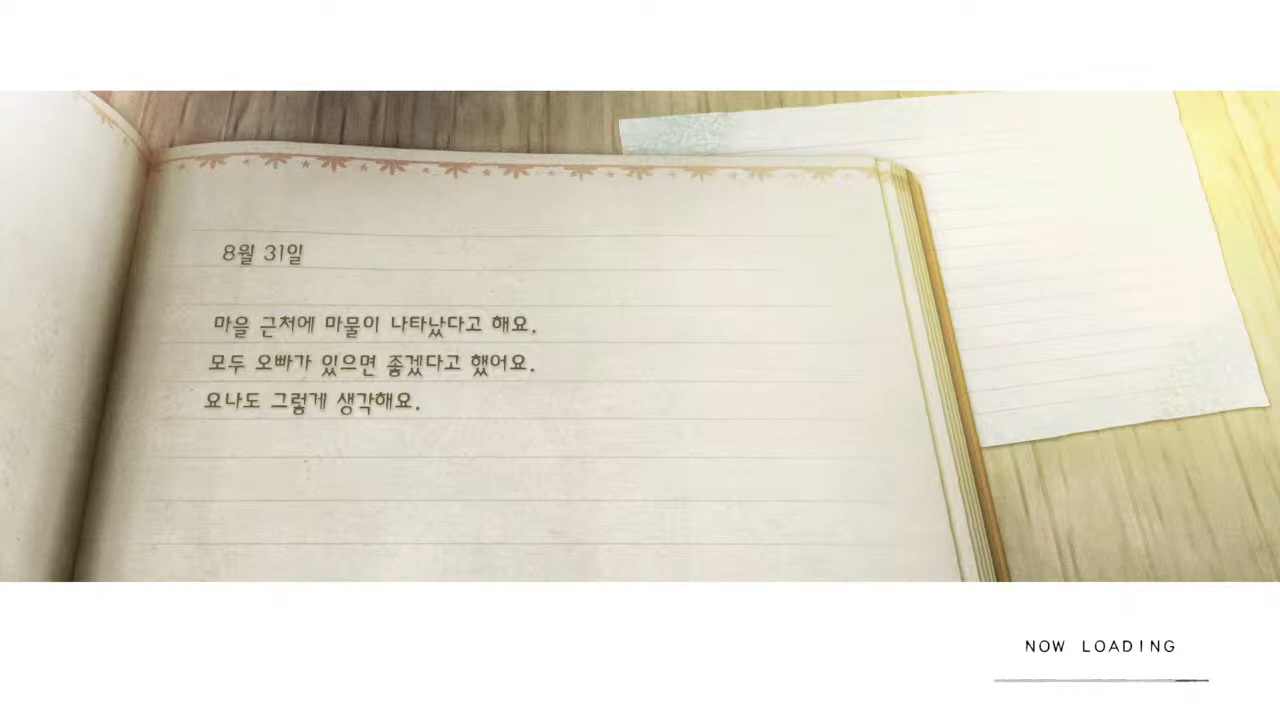 8월 31일
마을 근처에 마물이 나타났다고 해요.
모두 오빠가 있으면 좋겠다고 했어요.
요나도 그렇게 생각해요.
NOW LOADING